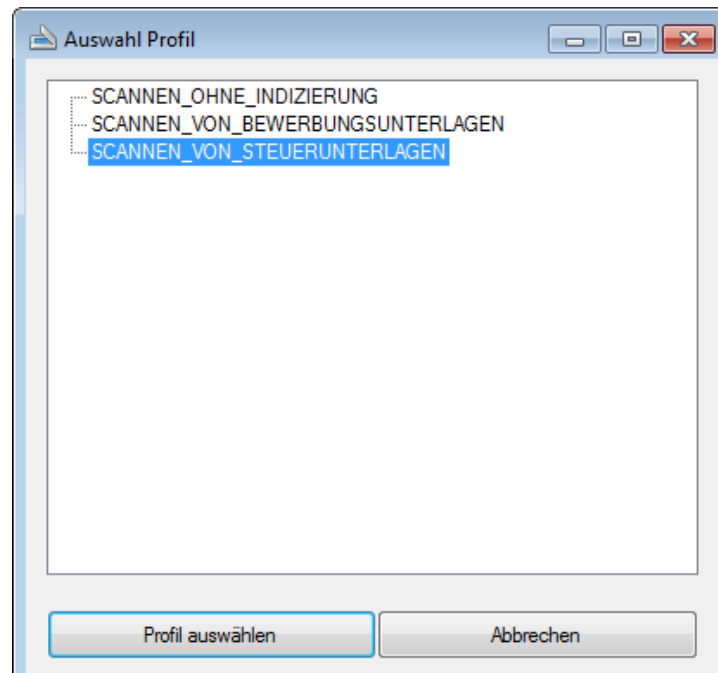 Auswahl Profil
SCANNEN_OHNE_INDIZIERUNG
SCANNEN_VON_BEWERBUNGSUNTERLAGEN
SCANNEN_VON_STEUERUNTERLAGEN
Profil auswählen Abbrechen